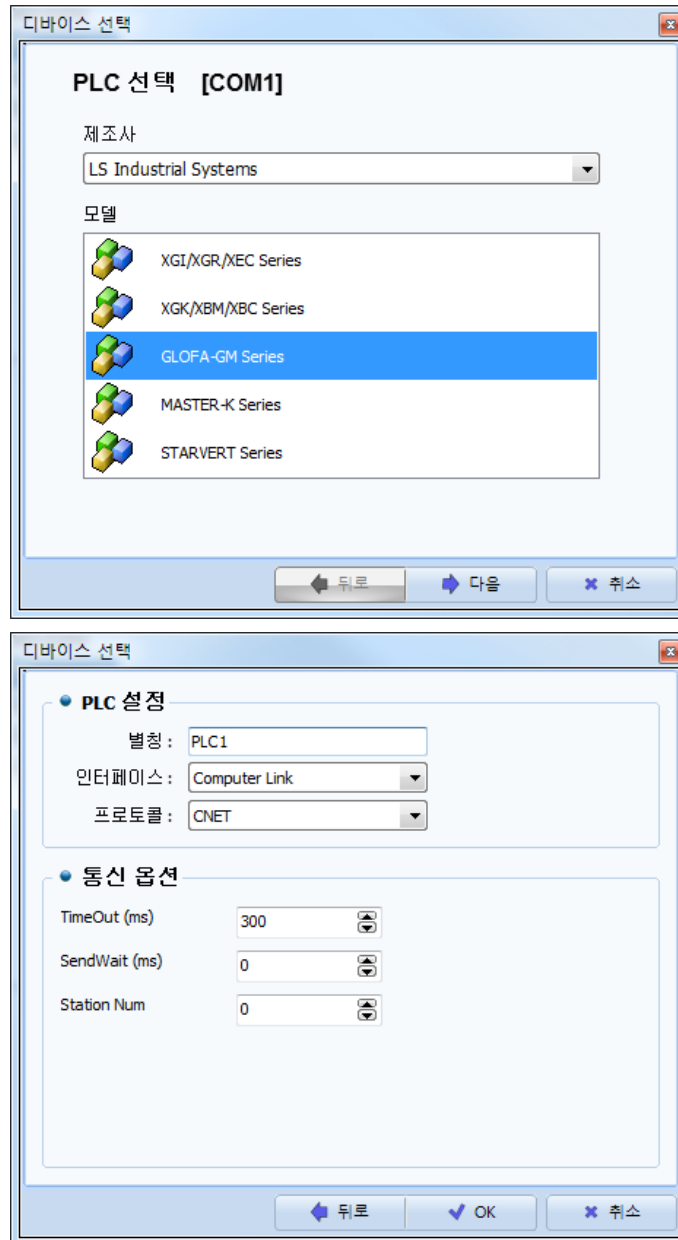 디바이스 선택
PLC 선택 [COM1]
제조사
LS Industrial Systems
모델
XGI/XGR/XEC Series
XGK/XBM/XBC Series
GLOFA-GM Series
MASTER-K Series
STARVERT Series
뒤로 다음 취소
디바이스 선택
PLC 설정
별칭 : PLC1
인터페이스 : Computer Link
프로토콜 : CNET
통신 옵션
TimeOut (ms) 300
SendWait (ms) 0
Station Num 0
뒤로 OK 취소